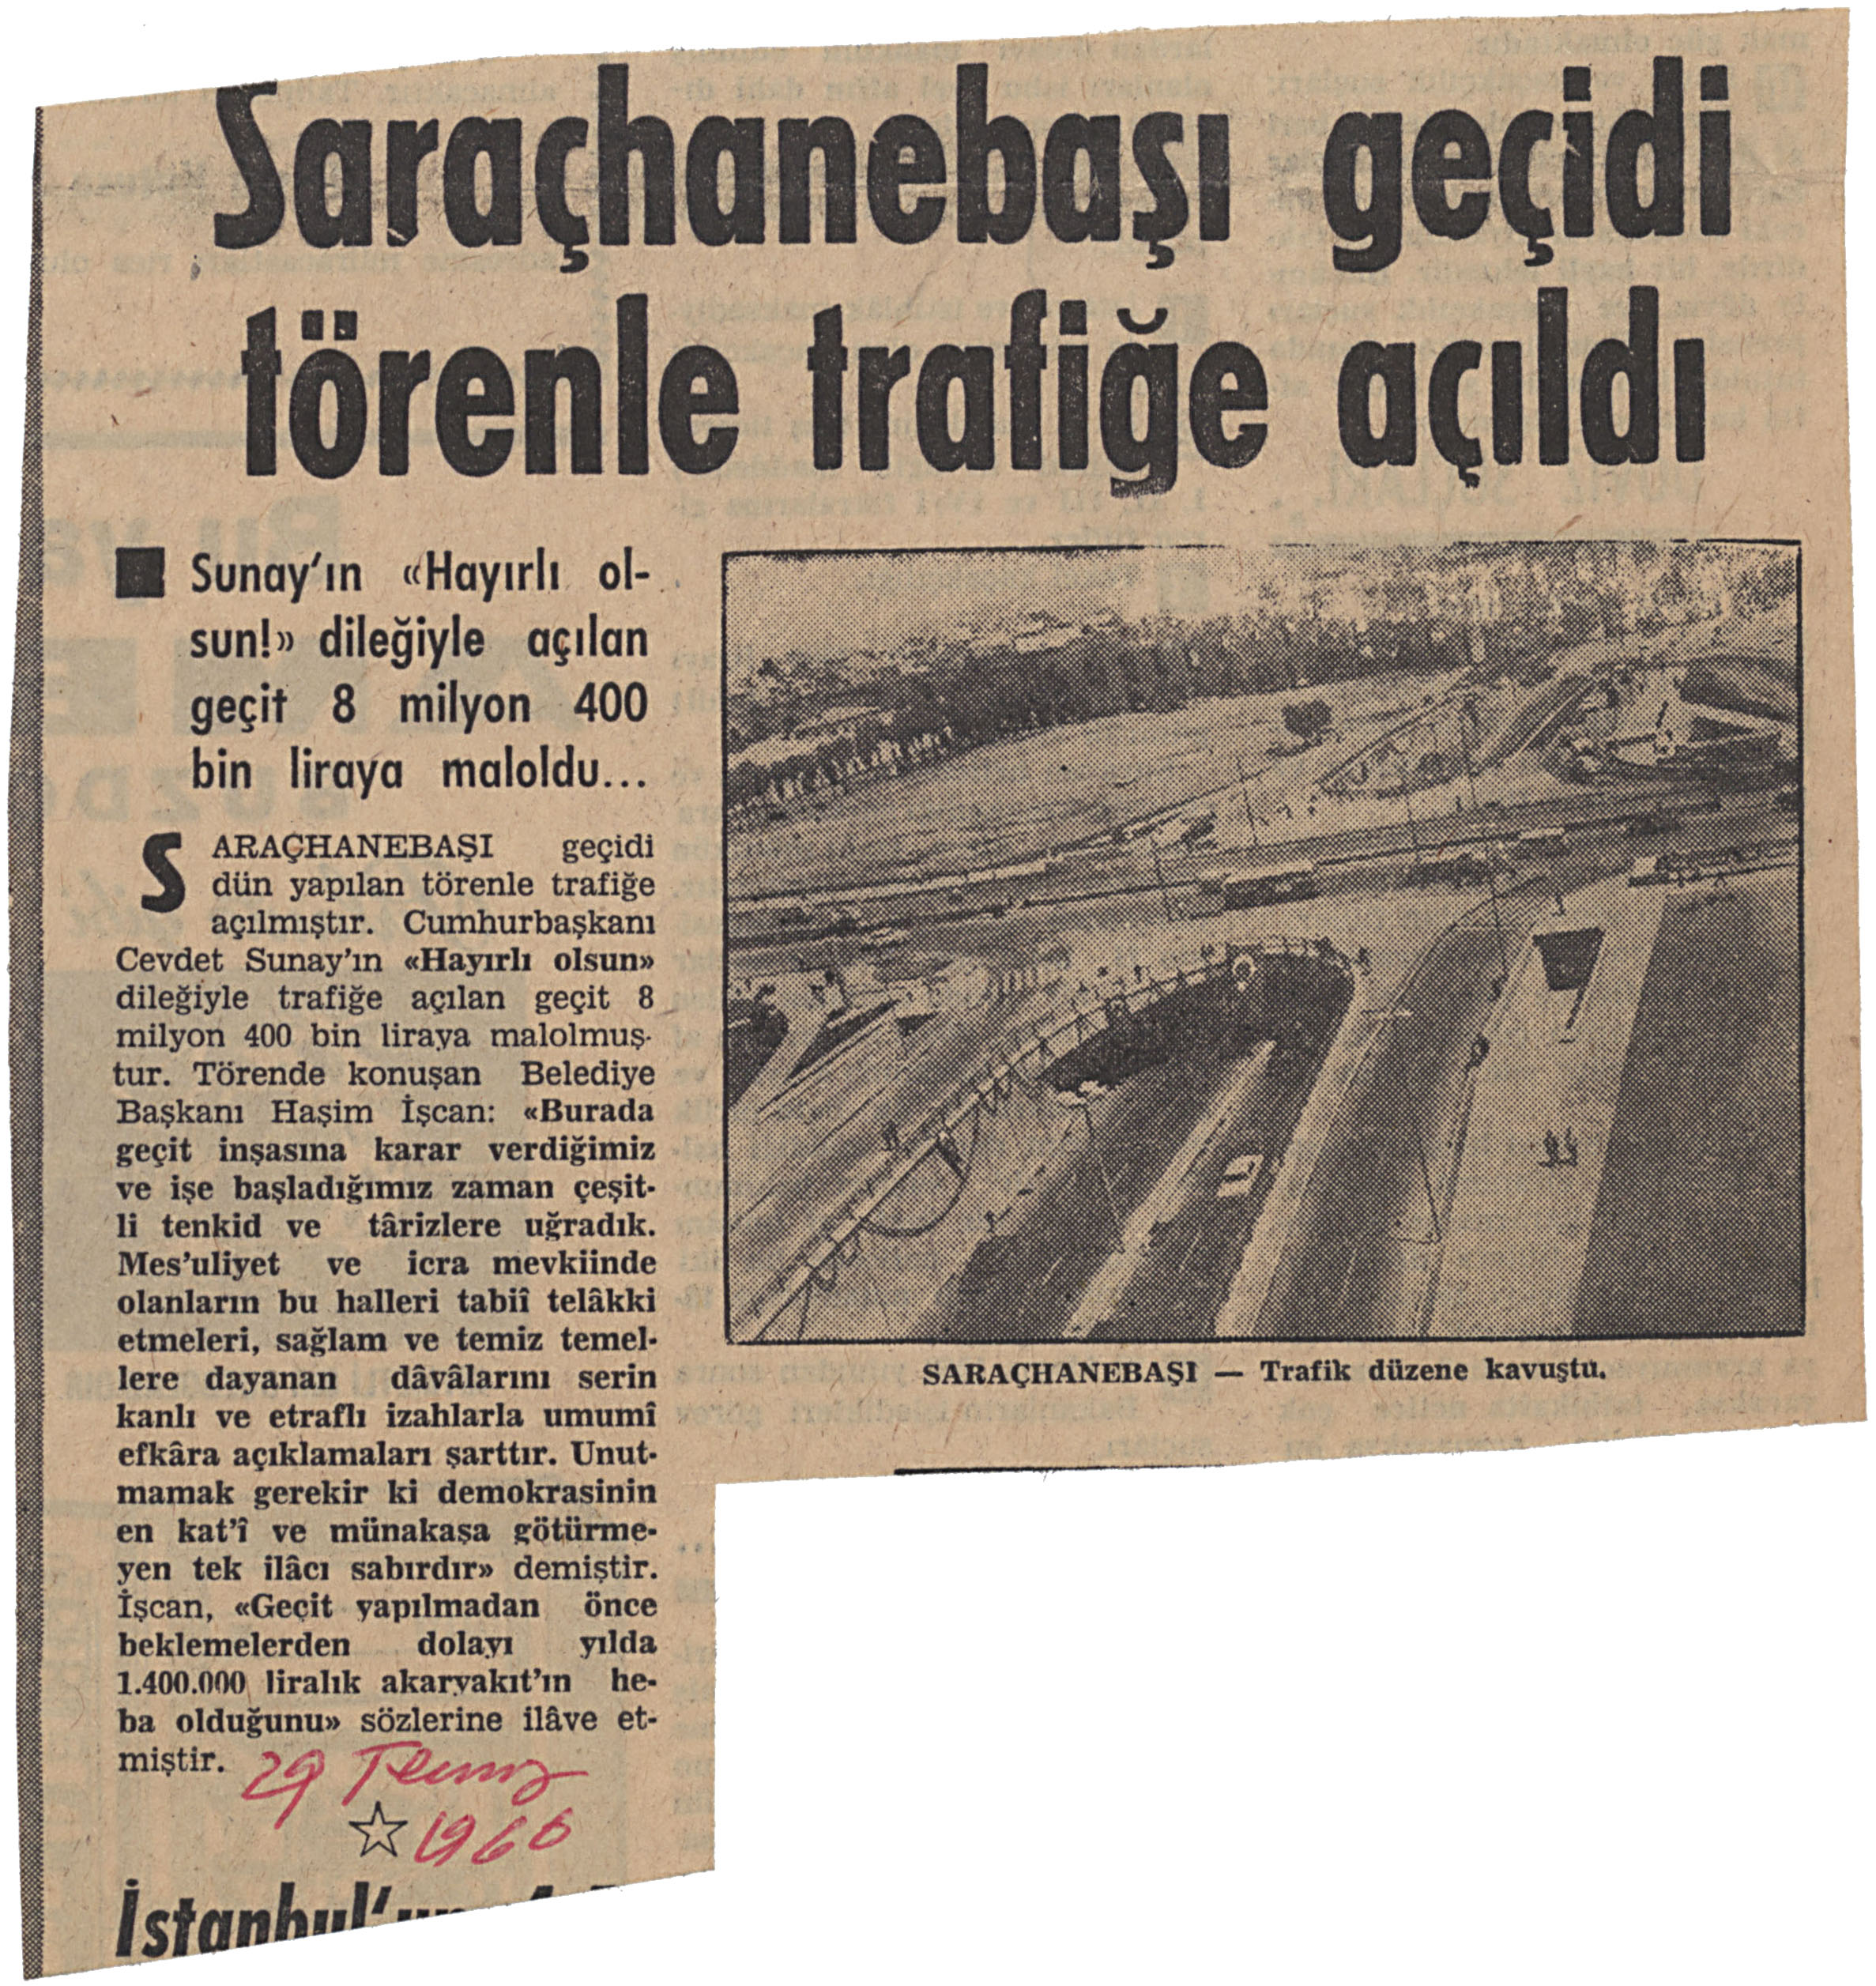 Saraçhanebaşı geçidi
törenle trafiğe açıldı
Sunay'ın «Hayırlı ol-
sun!» dileğiyle açılan
geçit 8 milyon 400
bin liraya maloldu...
SARAÇHANEBAŞI geçidi
dün yapılan törenle trafiğe
açılmıştır. Cumhurbaşkanı
Cevdet Sunay'ın «Hayırlı olsun»
dileğiyle trafiğe açılan geçit 8
milyon 400 bin liraya malolmuş-
tur. Törende konuşan Belediye
Başkanı Haşim İşcan: «Burada
geçit inşasına karar verdiğimiz
ve işe başladığımız zaman çeşit-
li tenkid ve târizlere uğradık.
Mes'uliyet ve icra mevkiinde
olanların bu halleri tabiî telâkki
etmeleri, sağlam ve temiz temel-
lere dayanan dâvâlarını serin
kanlı ve etraflı izahlarla umumî
efkâra açıklamaları şarttır. Unut-
mamak gerekir ki demokrasinin
en kat'î ve münakaşa götürme-
yen tek ilâcı sabırdır» demiştir.
İşcan, «Geçit yapılmadan önce
beklemelerden dolayı yılda
1.400.000 liralık akaryakıt'ın he-
ba olduğunu» sözlerine ilâve et-
miştir.
29 Temmuz
1966
SARAÇHANEBAŞI — Trafik düzene kavuştu.